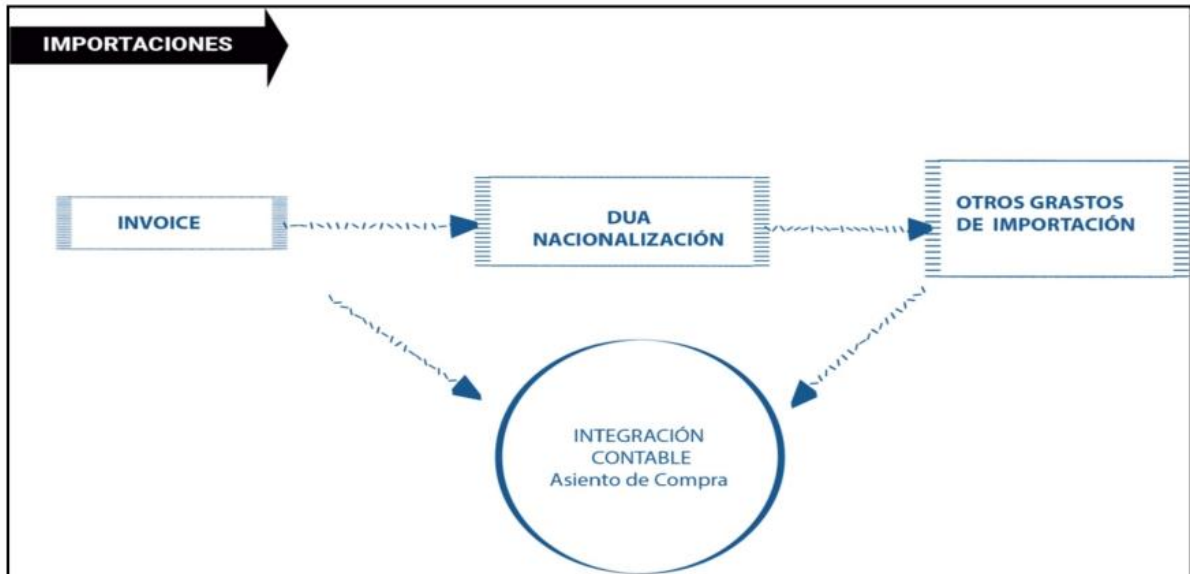 IMPORTACIONES
INVOICE
DUA
NACIONALIZACIÓN
OTROS GRASTOS
DE IMPORTACIÓN
INTEGRACIÓN
CONTABLE
Asiento de Compra